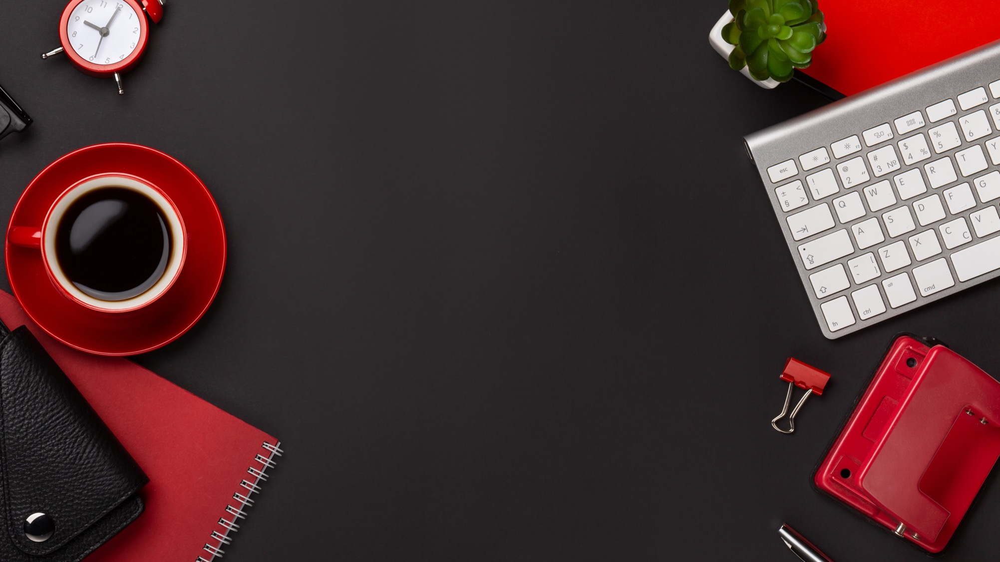 12
11
1
10
2
9
3
8
4
7
5
6
esc
F1
F2
F3
F4
F5
F6
± < § >
! 1
@ 2 "
# 3 №
$ 4 %
% 5 :
^ 6 ,
&
Q
W
E
R
T
Y
A
S
D
F
G
~ [ ` ]
Z
X
C C
V
fn
ctrl
alt
cmd